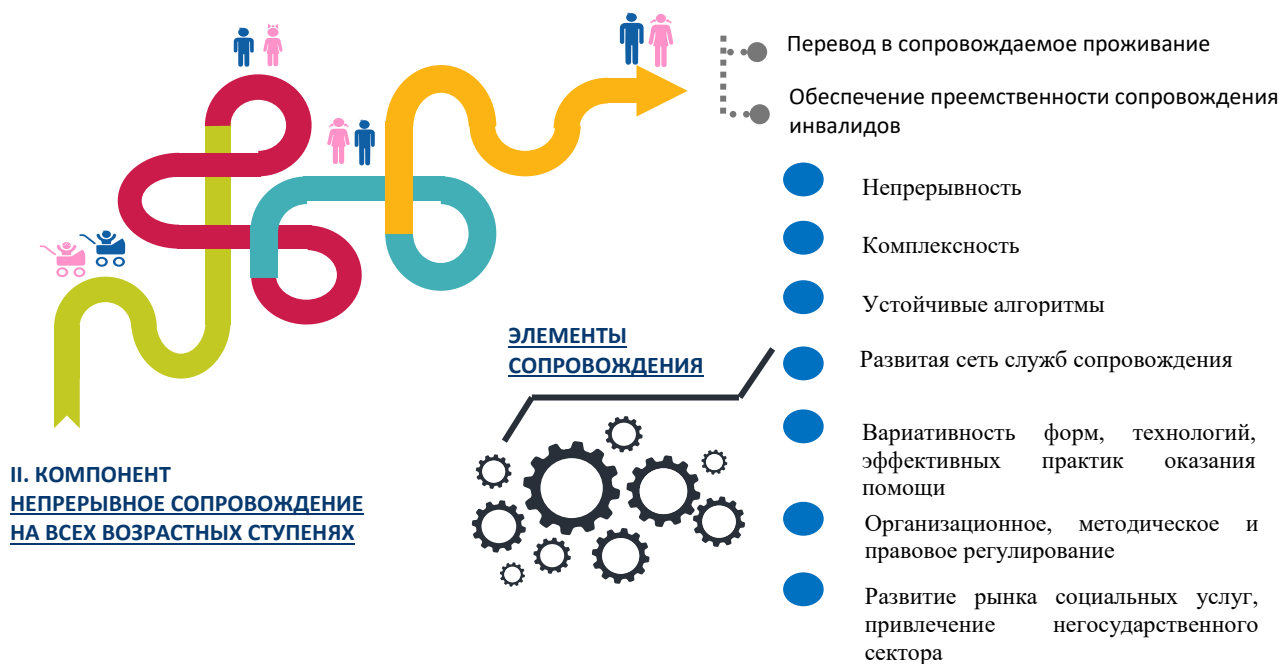 Перевод в сопровождаемое проживание
Обеспечение преемственности сопровождения
инвалидов
Непрерывность
Комплексность
Устойчивые алгоритмы
ЭЛЕМЕНТЫ
СОПРОВОЖДЕНИЯ
Развитая сеть служб сопровождения
Вариативность форм, технологий,
эффективных практик оказания
помощи
Организационное, методическое и
правовое регулирование
Развитие рынка социальных услуг,
привлечение негосударственного
сектора
II. КОМПОНЕНТ
НЕПРЕРЫВНОЕ СОПРОВОЖДЕНИЕ
НА ВСЕХ ВОЗРАСТНЫХ СТУПЕНЯХ